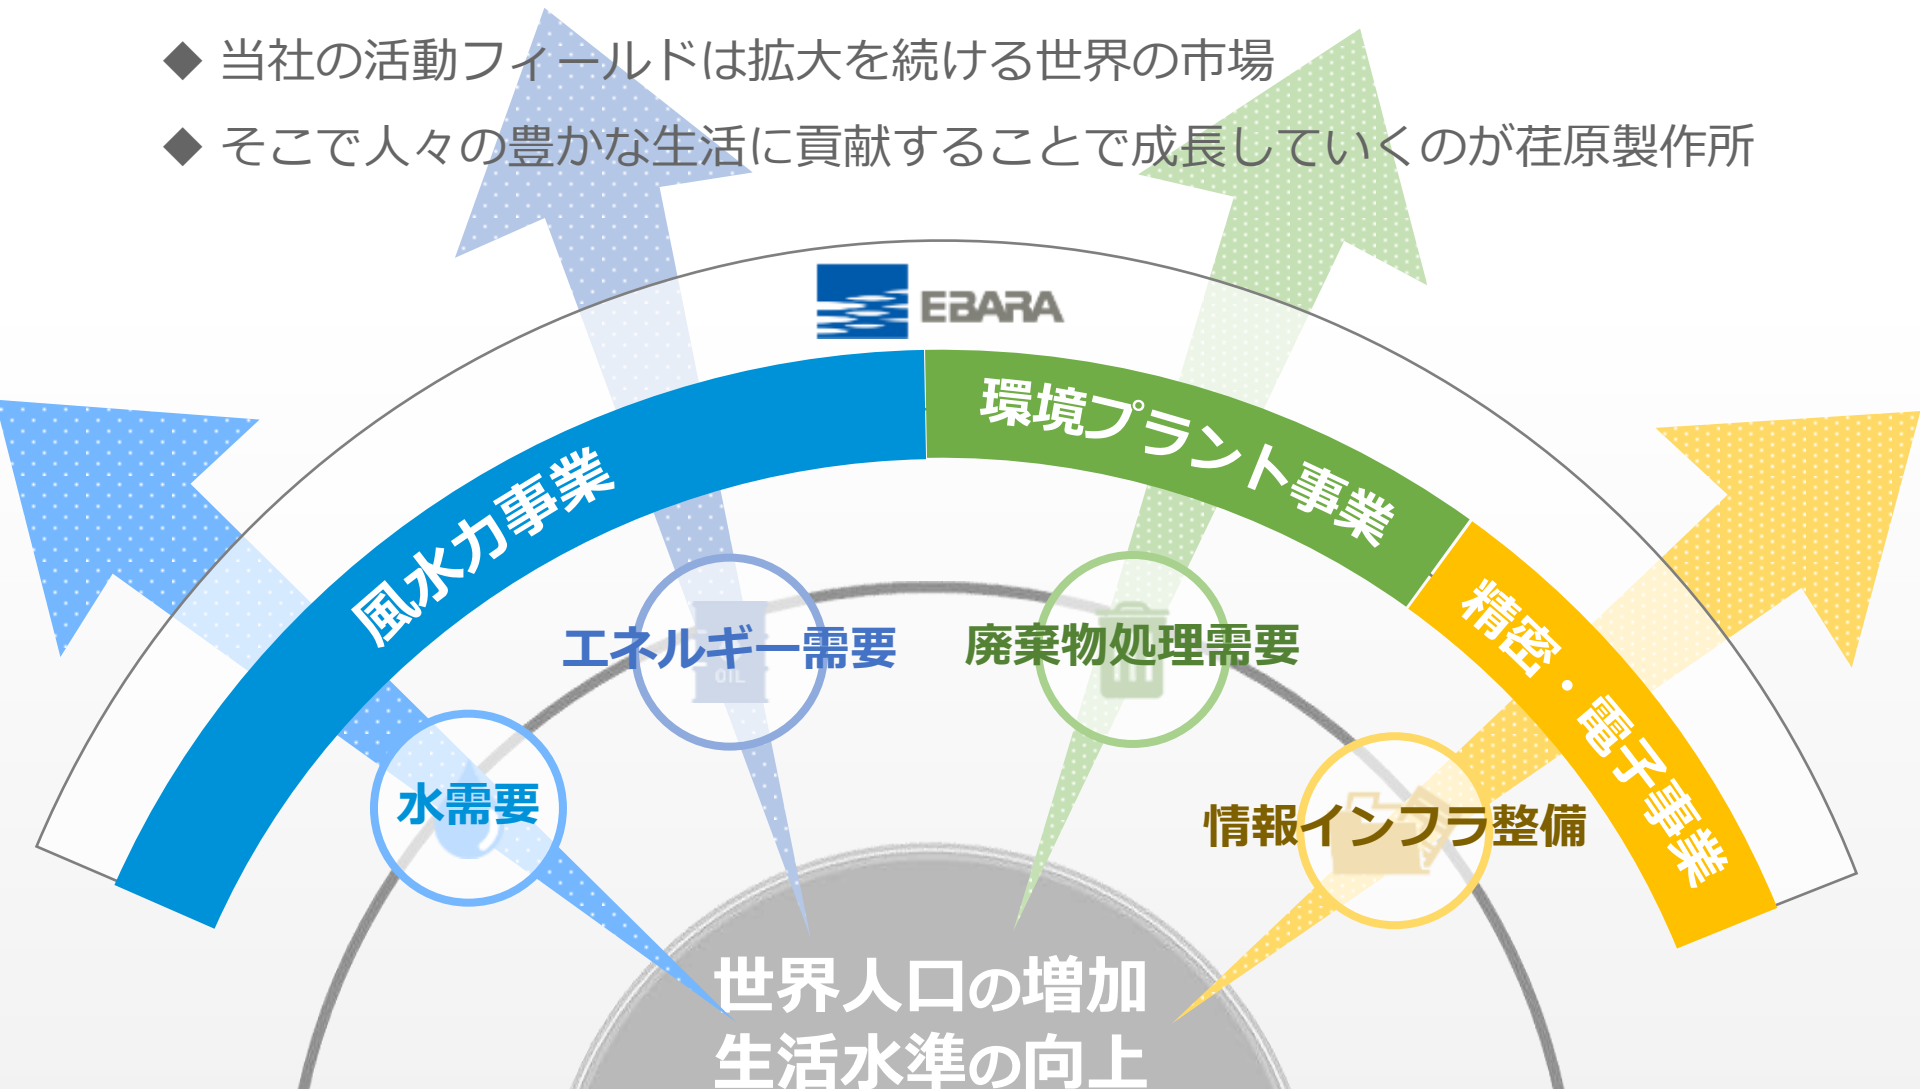 ◆ 当社の活動フィールドは拡大を続ける世界の市場
◆ そこで人々の豊かな生活に貢献することで成長していくのが荏原製作所
EBARA
風水力事業
環境プラント事業
精密・電子事業
エネルギー需要
OIL
廃棄物処理需要
水需要
情報インフラ整備
世界人口の増加
生活水準の向上